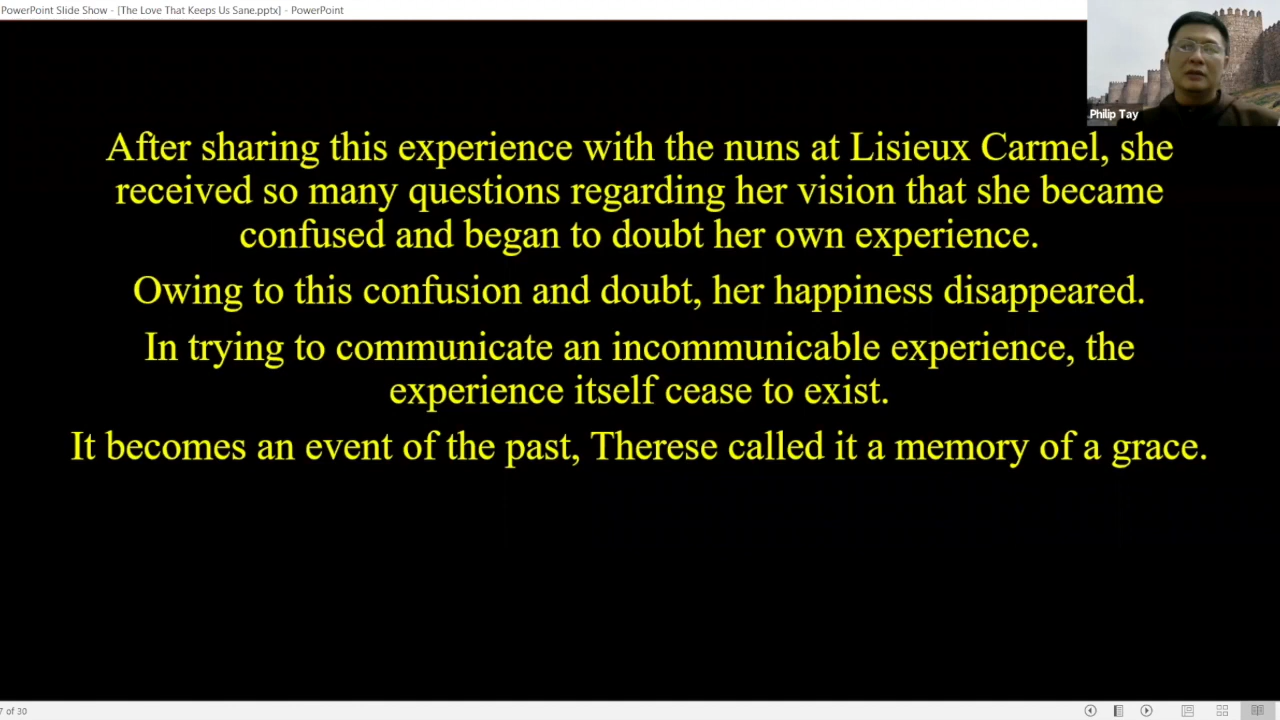 PowerPoint Slide Show - [The Love That Keeps Us Sane.pptx] - PowerPoint
Philip Tay
After sharing this experience with the nuns at Lisieux Carmel, she
received so many questions regarding her vision that she became
confused and began to doubt her own experience.
Owing to this confusion and doubt, her happiness disappeared.
In trying to communicate an incommunicable experience, the
experience itself cease to exist.
It becomes an event of the past, Therese called it a memory of a grace.
7 of 30